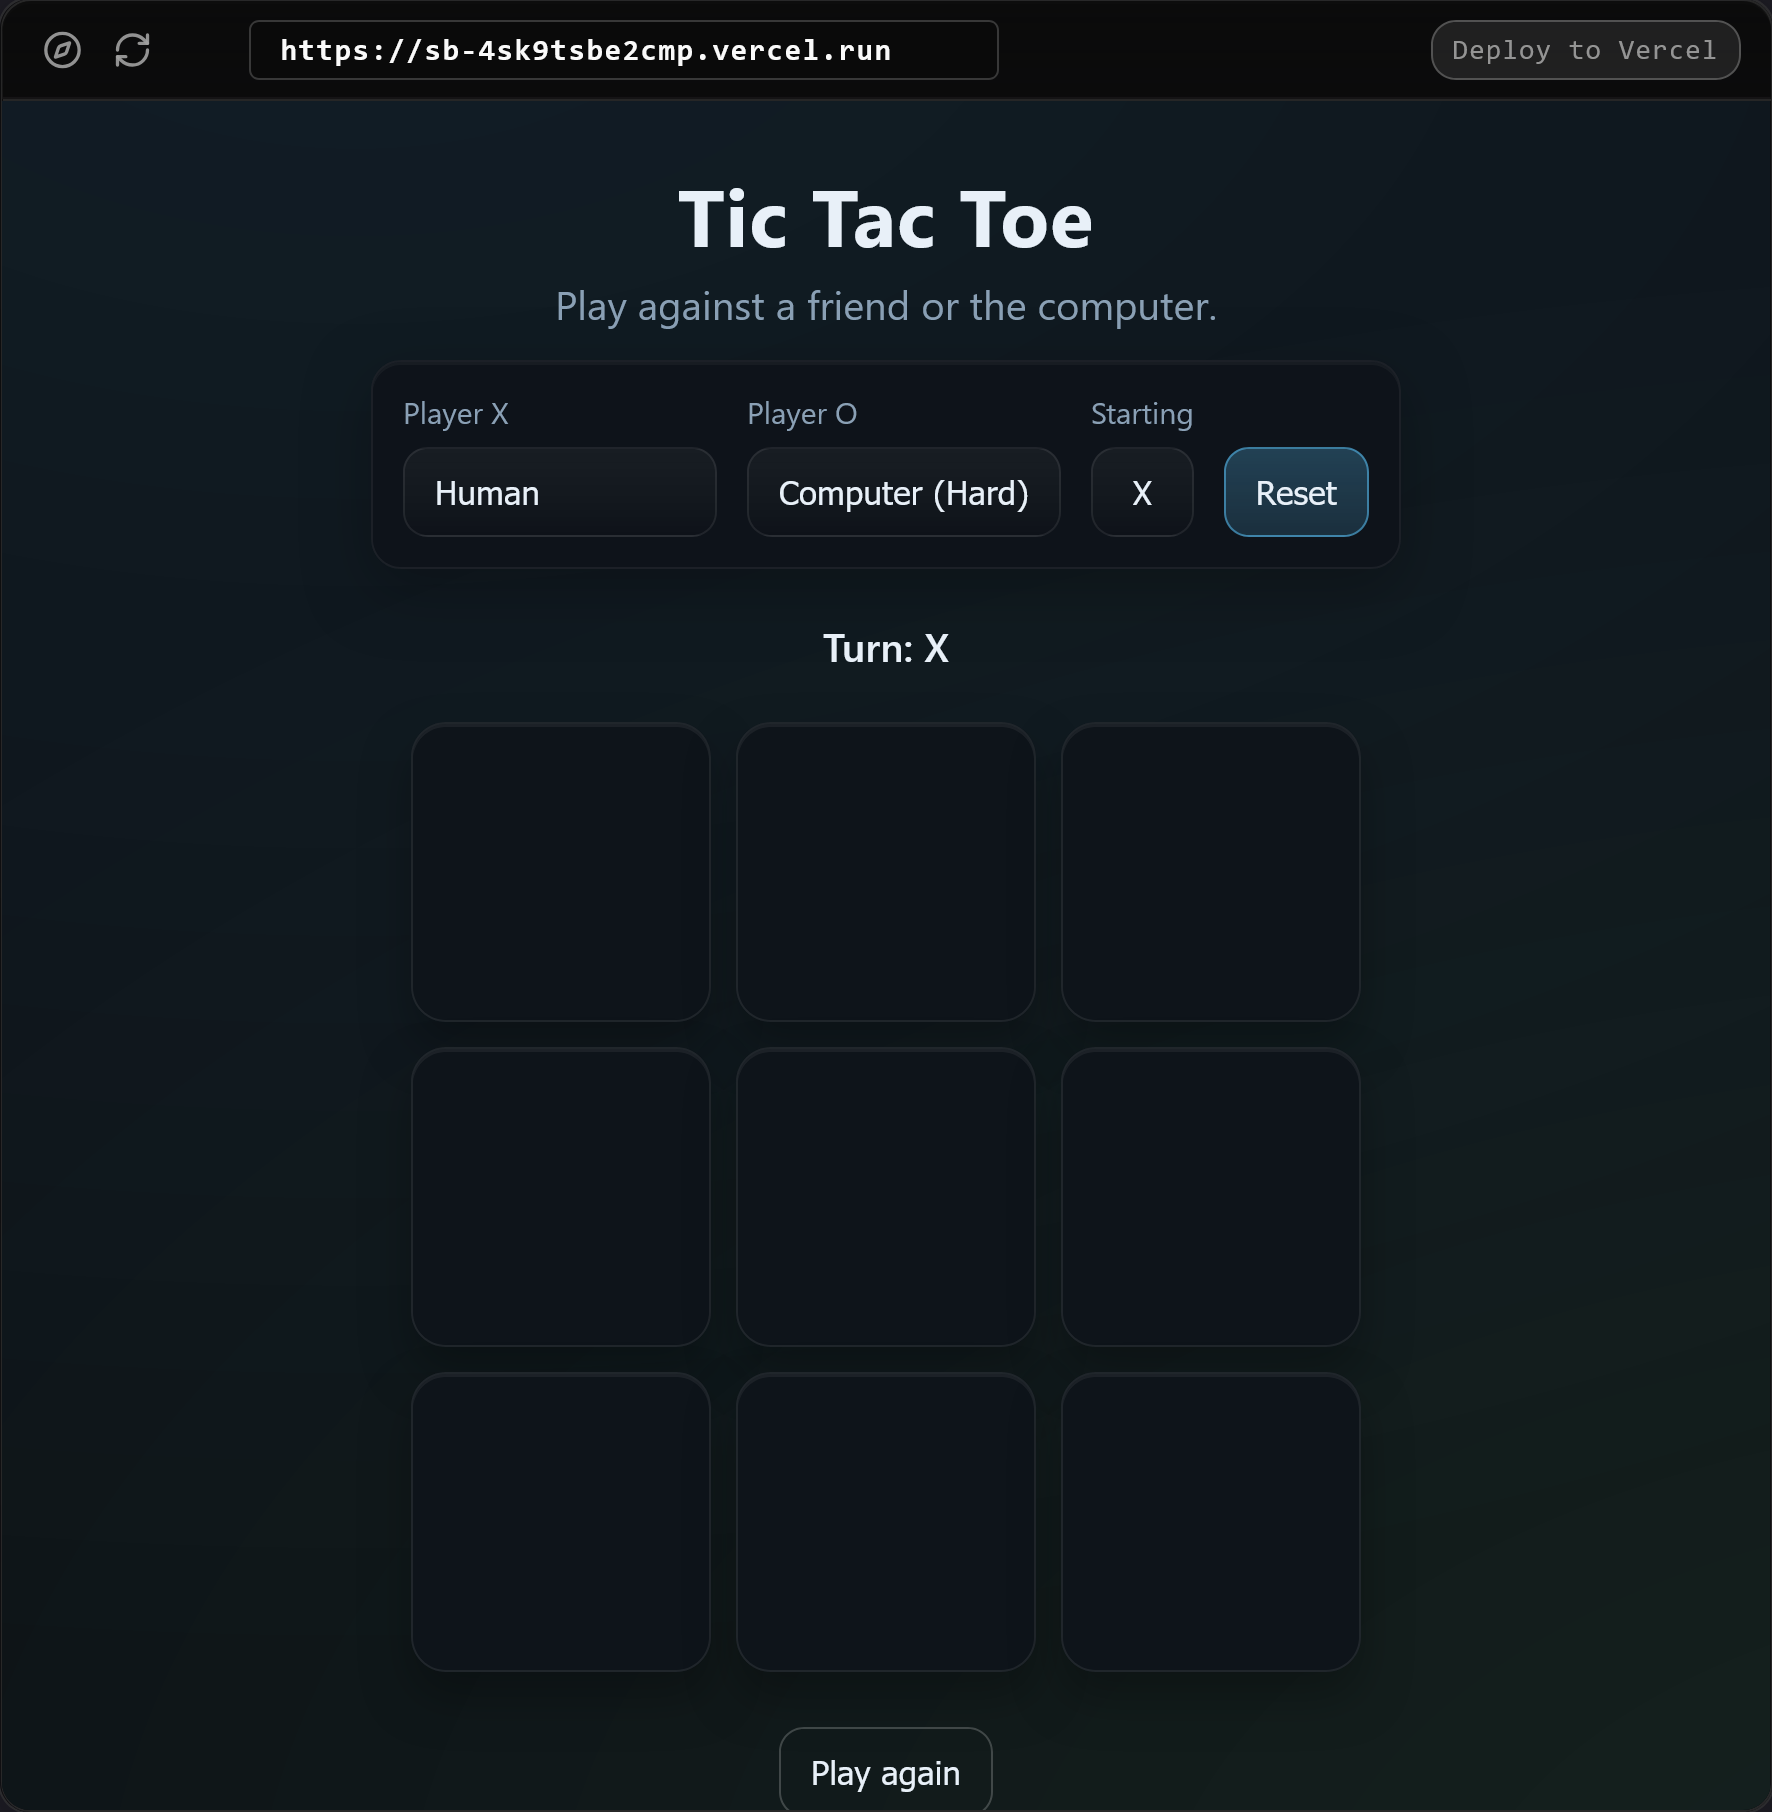 https://sb-4sk9tsbe2cmp.vercel.run
Deploy to Vercel
Tic Tac Toe
Play against a friend or the computer.
Player X
Player O
Starting
Human
Computer (Hard)
X
Reset
Turn: X
Play again